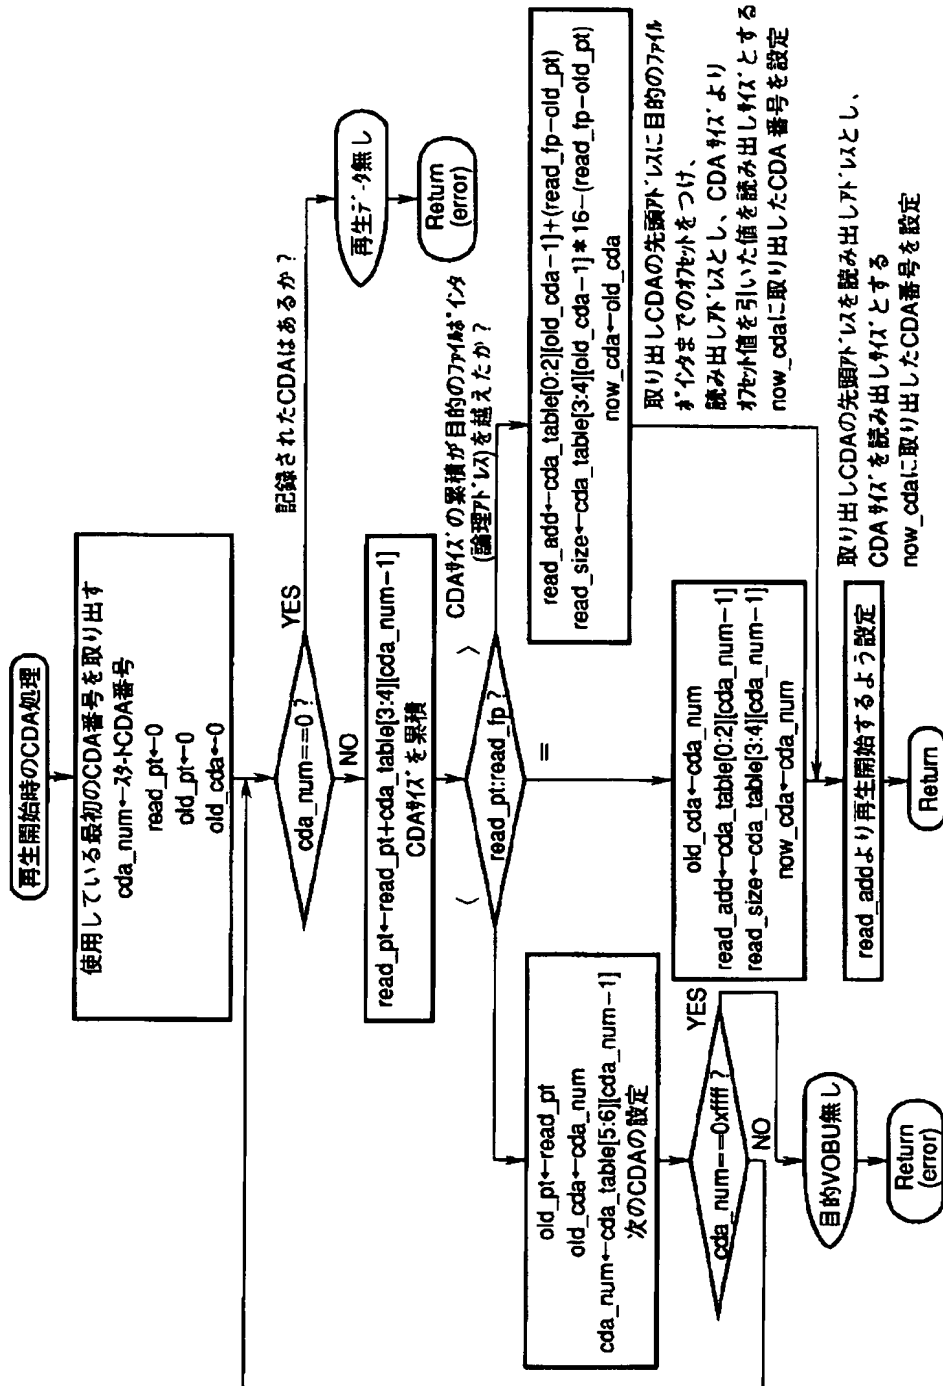 再生開始時のCDA処理
使用している最初のCDA番号を取り出す
cda_num←スタートCDA番号
read_pt←0
old_pt←0
old_cda←0
cda_num==0？
YES
記録されたCDAはあるか？
再生データ無し
Return
(error)
NO
read_pt←read_pt+cda_table[3:4][cda_num−1]
CDAサイズを累積
CDAサイズの累積が目的のファイルポインタ
(論理アドレス)を越えたか？
read_pt:read_fp？
＜
＝
＞
old_pt←read_pt
old_cda←cda_num
cda_num←cda_table[5:6][cda_num−1]
次のCDAの設定
cda_num==0xffff？
YES
NO
目的VOBU無し
Return
(error)
old_cda←cda_num
read_add←cda_table[0:2][cda_num−1]
read_size←cda_table[3:4][cda_num−1]
now_cda←cda_num
read_add←cda_table[0:2][old_cda−1]+(read_fp−old_pt)
read_size←cda_table[3:4][old_cda−1]＊16−(read_fp−old_pt)
now_cda←old_cda
取り出しCDAの先頭アドレスに目的のファイル
ポインタまでのオフセットをつけ、
読み出しアドレスとし、CDAサイズより
オフセット値を引いた値を読み出しサイズとする
now_cdaに取り出したCDA番号を設定
read_addより再生開始するよう設定
Return
取り出しCDAの先頭アドレスを読み出しアドレスとし、
CDAサイズを読み出しサイズとする
now_cdaに取り出したCDA番号を設定